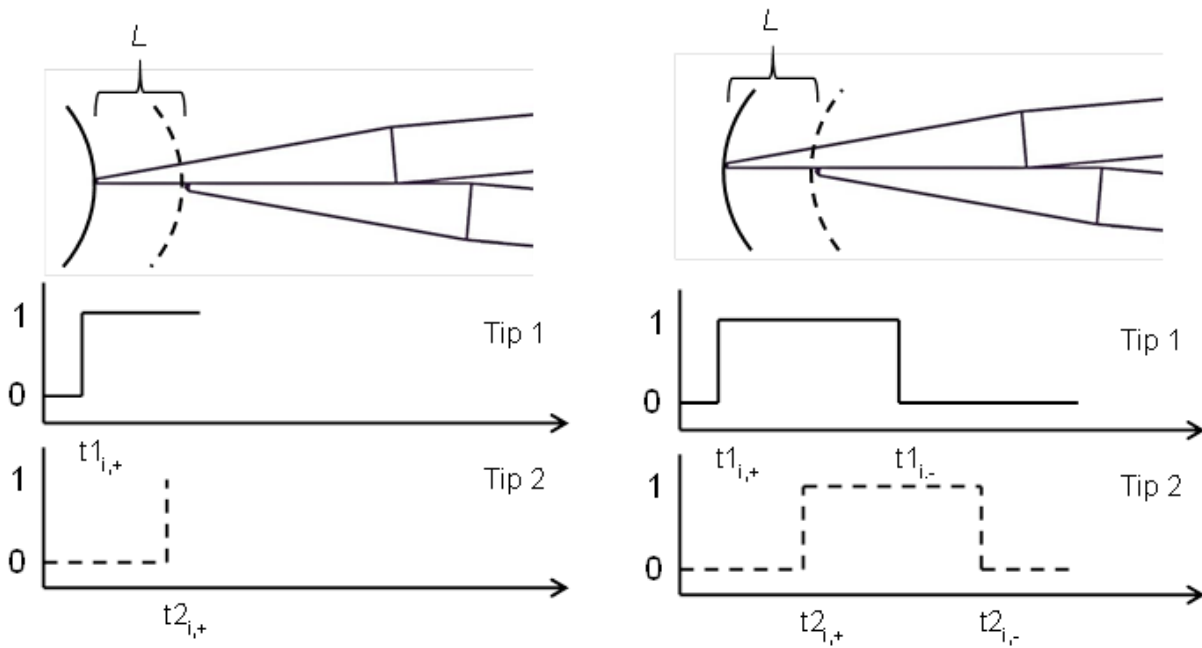 L
1
0
Tip 1
t1i,+
1
0
Tip 2
t2i,+
L
1
0
Tip 1
t1i,+ t1i,-
1
0
Tip 2
t2i,+ t2i,-